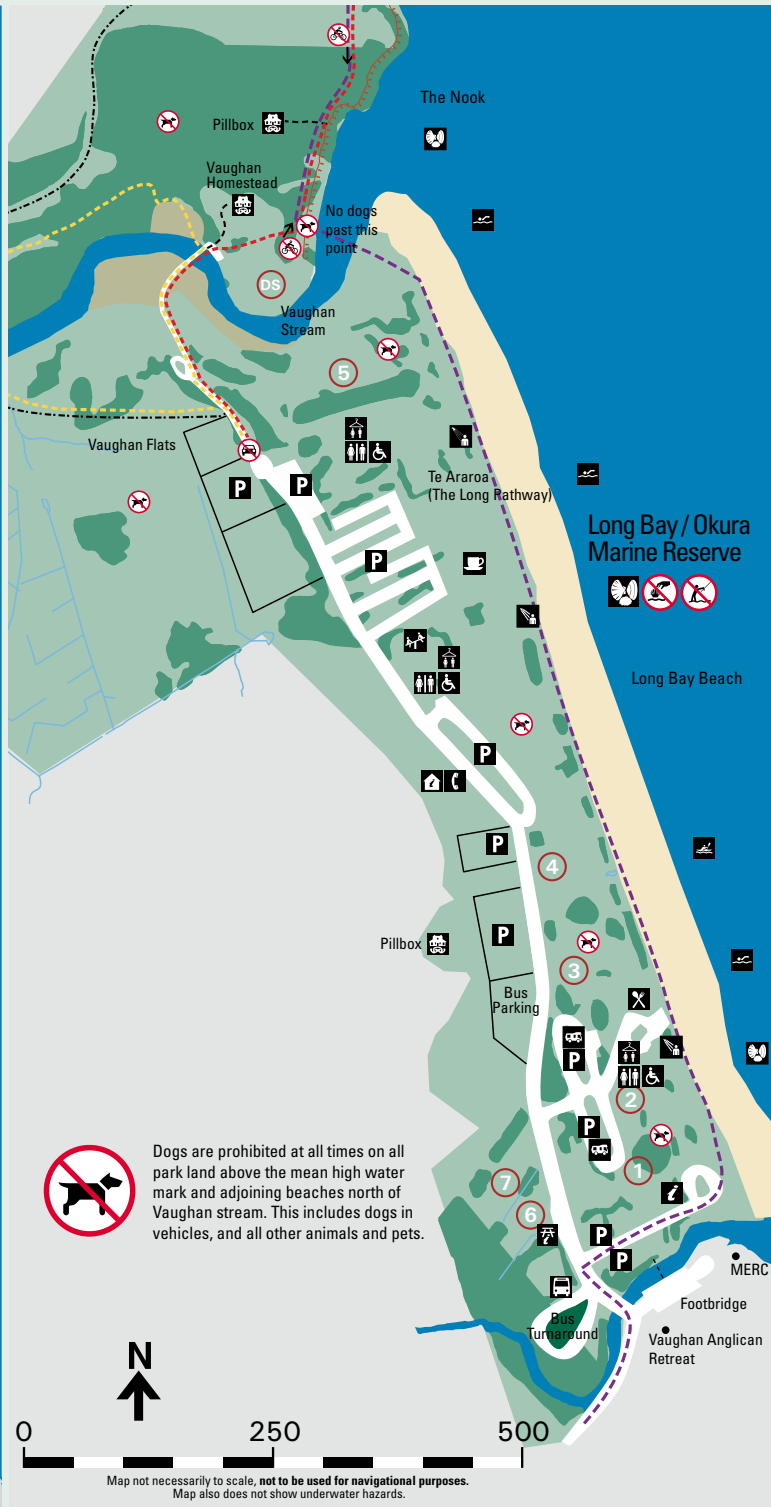 The Nook
Pillbox
Vaughan
Homestead
No dogs
past this
point
DS
Vaughan
Stream
5
Vaughan Flats
P
P
Te Araroa
(The Long Pathway)
Long Bay / Okura
Marine Reserve
P
Long Bay Beach
P
P
4
P
Pillbox
3
Bus
Parking
P
2
P
Dogs are prohibited at all times on all
park land above the mean high water
mark and adjoining beaches north of
Vaughan stream. This includes dogs in
vehicles, and all other animals and pets.
1
7
i
6
P
P
MERC
Footbridge
Bus
Turnaround
Vaughan Anglican
Retreat
N
0 250 500
Map not necessarily to scale, not to be used for navigational purposes.
Map also does not show underwater hazards.